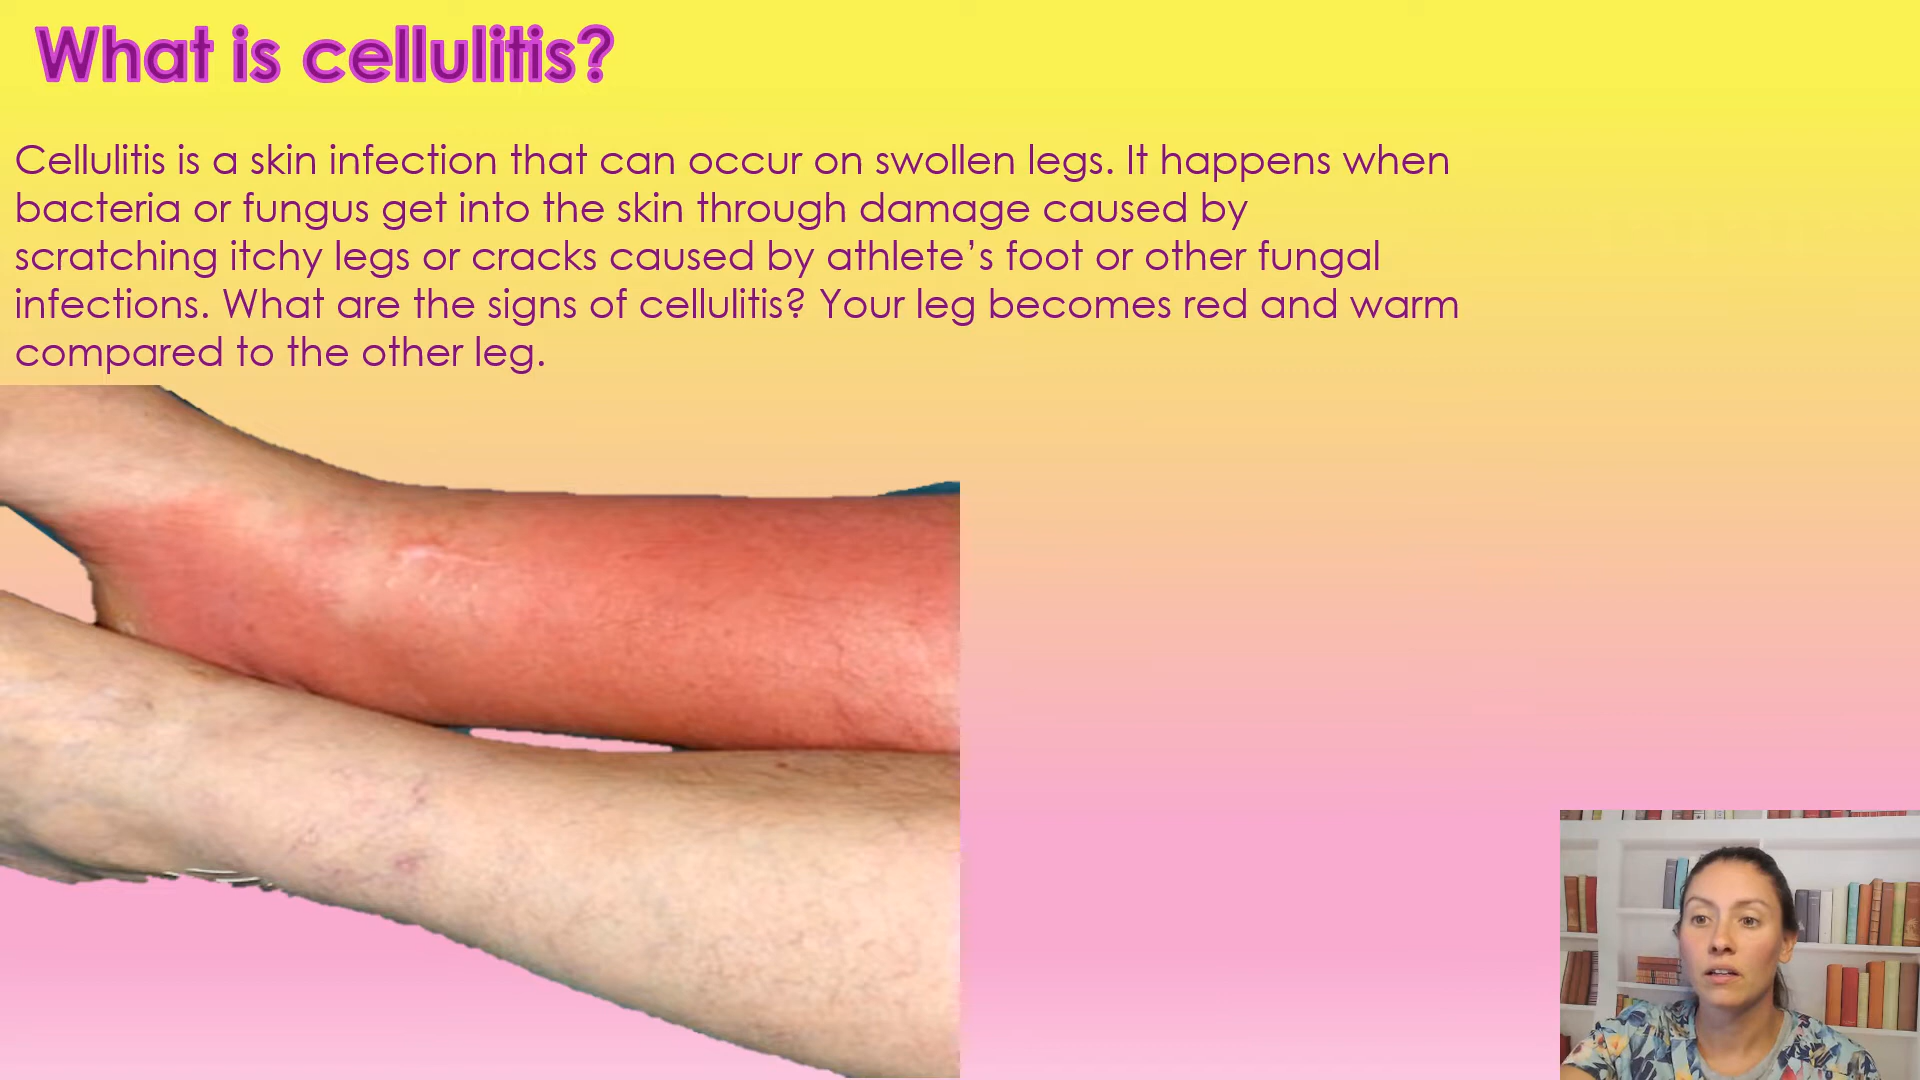 What is cellulitis?
Cellulitis is a skin infection that can occur on swollen legs. It happens when
bacteria or fungus get into the skin through damage caused by
scratching itchy legs or cracks caused by athlete’s foot or other fungal
infections. What are the signs of cellulitis? Your leg becomes red and warm
compared to the other leg.